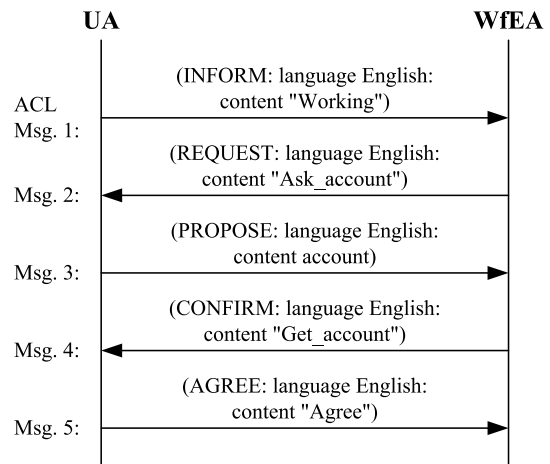 UA
WfEA
(INFORM: language English:
content "Working")
ACL
Msg. 1:
(REQUEST: language English:
content "Ask_account")
Msg. 2:
(PROPOSE: language English:
content account)
Msg. 3:
(CONFIRM: language English:
content "Get_account")
Msg. 4:
(AGREE: language English:
content "Agree")
Msg. 5: